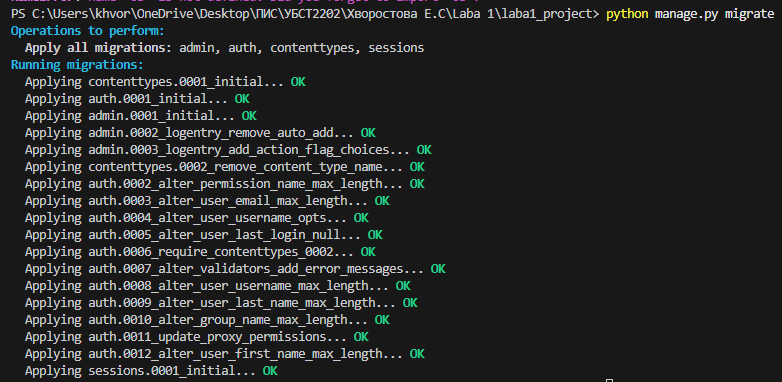 PS C:\Users\khvor\OneDrive\Desktop\ПИС\УБСТ2202\Хворостова Е.С\Laba 1\laba1_project> python manage.py migrate
Operations to perform:
  Apply all migrations: admin, auth, contenttypes, sessions
Running migrations:
  Applying contenttypes.0001_initial... OK
  Applying auth.0001_initial... OK
  Applying admin.0001_initial... OK
  Applying admin.0002_logentry_remove_auto_add... OK
  Applying admin.0003_logentry_add_action_flag_choices... OK
  Applying contenttypes.0002_remove_content_type_name... OK
  Applying auth.0002_alter_permission_name_max_length... OK
  Applying auth.0003_alter_user_email_max_length... OK
  Applying auth.0004_alter_user_username_opts... OK
  Applying auth.0005_alter_user_last_login_null... OK
  Applying auth.0006_require_contenttypes_0002... OK
  Applying auth.0007_alter_validators_add_error_messages... OK
  Applying auth.0008_alter_user_username_max_length... OK
  Applying auth.0009_alter_user_last_name_max_length... OK
  Applying auth.0010_alter_group_name_max_length... OK
  Applying auth.0011_update_proxy_permissions... OK
  Applying auth.0012_alter_user_first_name_max_length... OK
  Applying sessions.0001_initial... OK